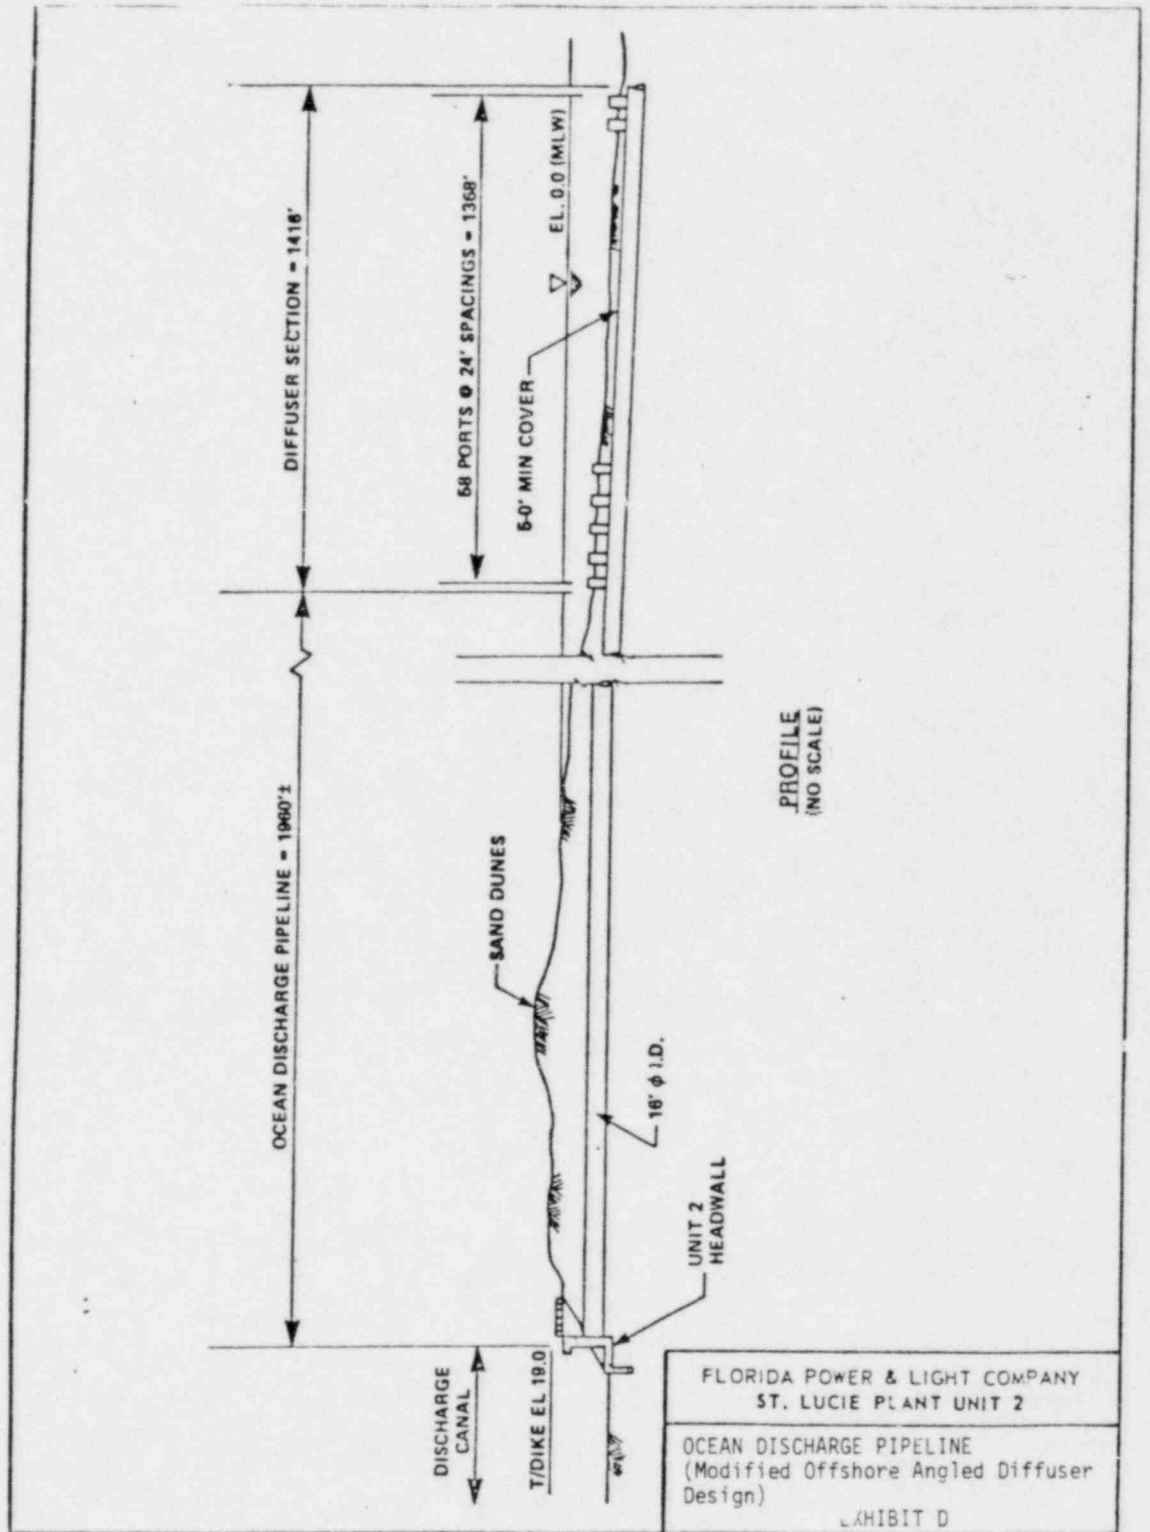 DIFFUSER SECTION = 1416'
58 PORTS @ 24' SPACINGS = 1368'
EL. 0.0 (MLW)
5-0' MIN COVER
OCEAN DISCHARGE PIPELINE = 1960'±
SAND DUNES
16' φ I.D.
UNIT 2
HEADWALL
DISCHARGE
CANAL
T/DIKE EL 19.0
PROFILE
(NO SCALE)
FLORIDA POWER & LIGHT COMPANY
ST. LUCIE PLANT UNIT 2
OCEAN DISCHARGE PIPELINE
(Modified Offshore Angled Diffuser
Design)
EXHIBIT D